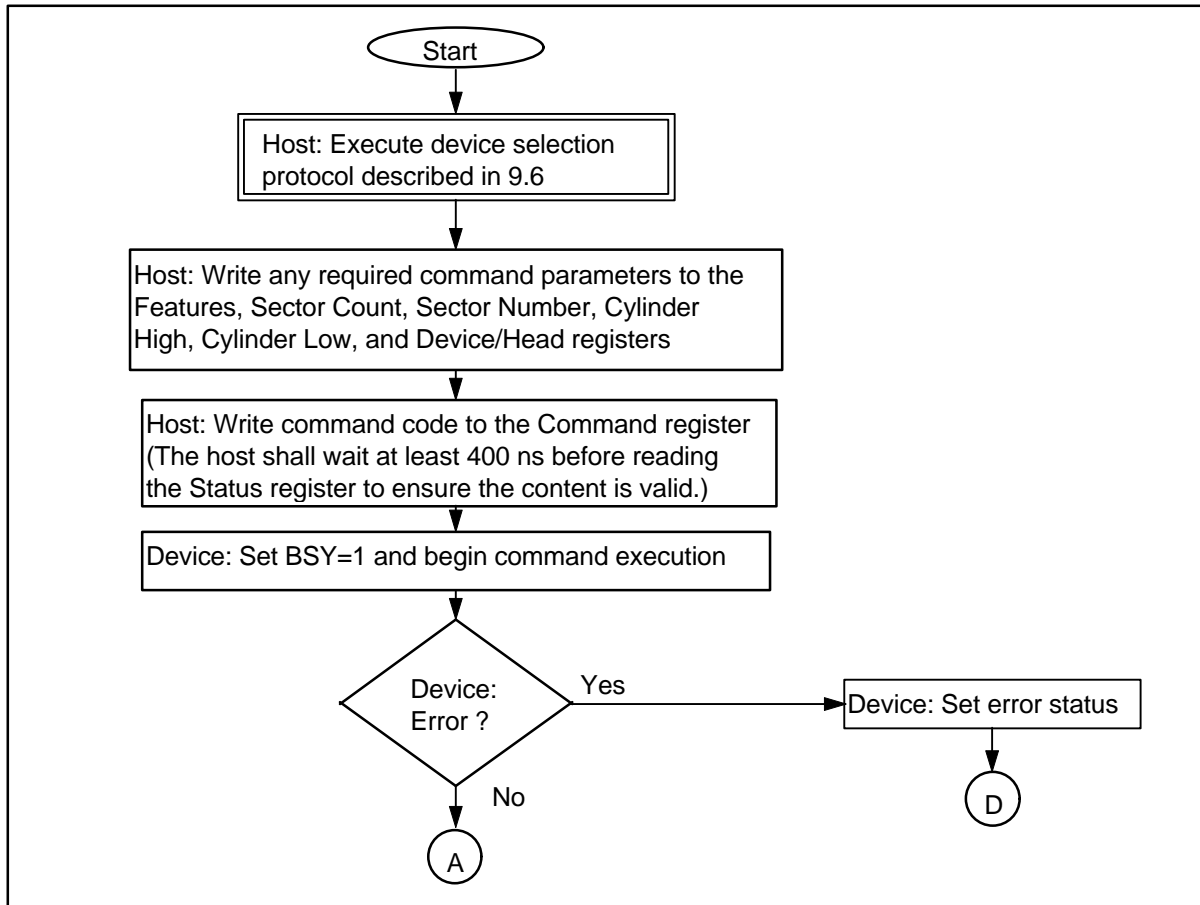 Start
Host: Execute device selection
protocol described in 9.6
Host: Write any required command parameters to the
Features, Sector Count, Sector Number, Cylinder
High, Cylinder Low, and Device/Head registers
Host: Write command code to the Command register
(The host shall wait at least 400 ns before reading
the Status register to ensure the content is valid.)
Device: Set BSY=1 and begin command execution
Device:
Error ?
Yes
Device: Set error status
No
D
A